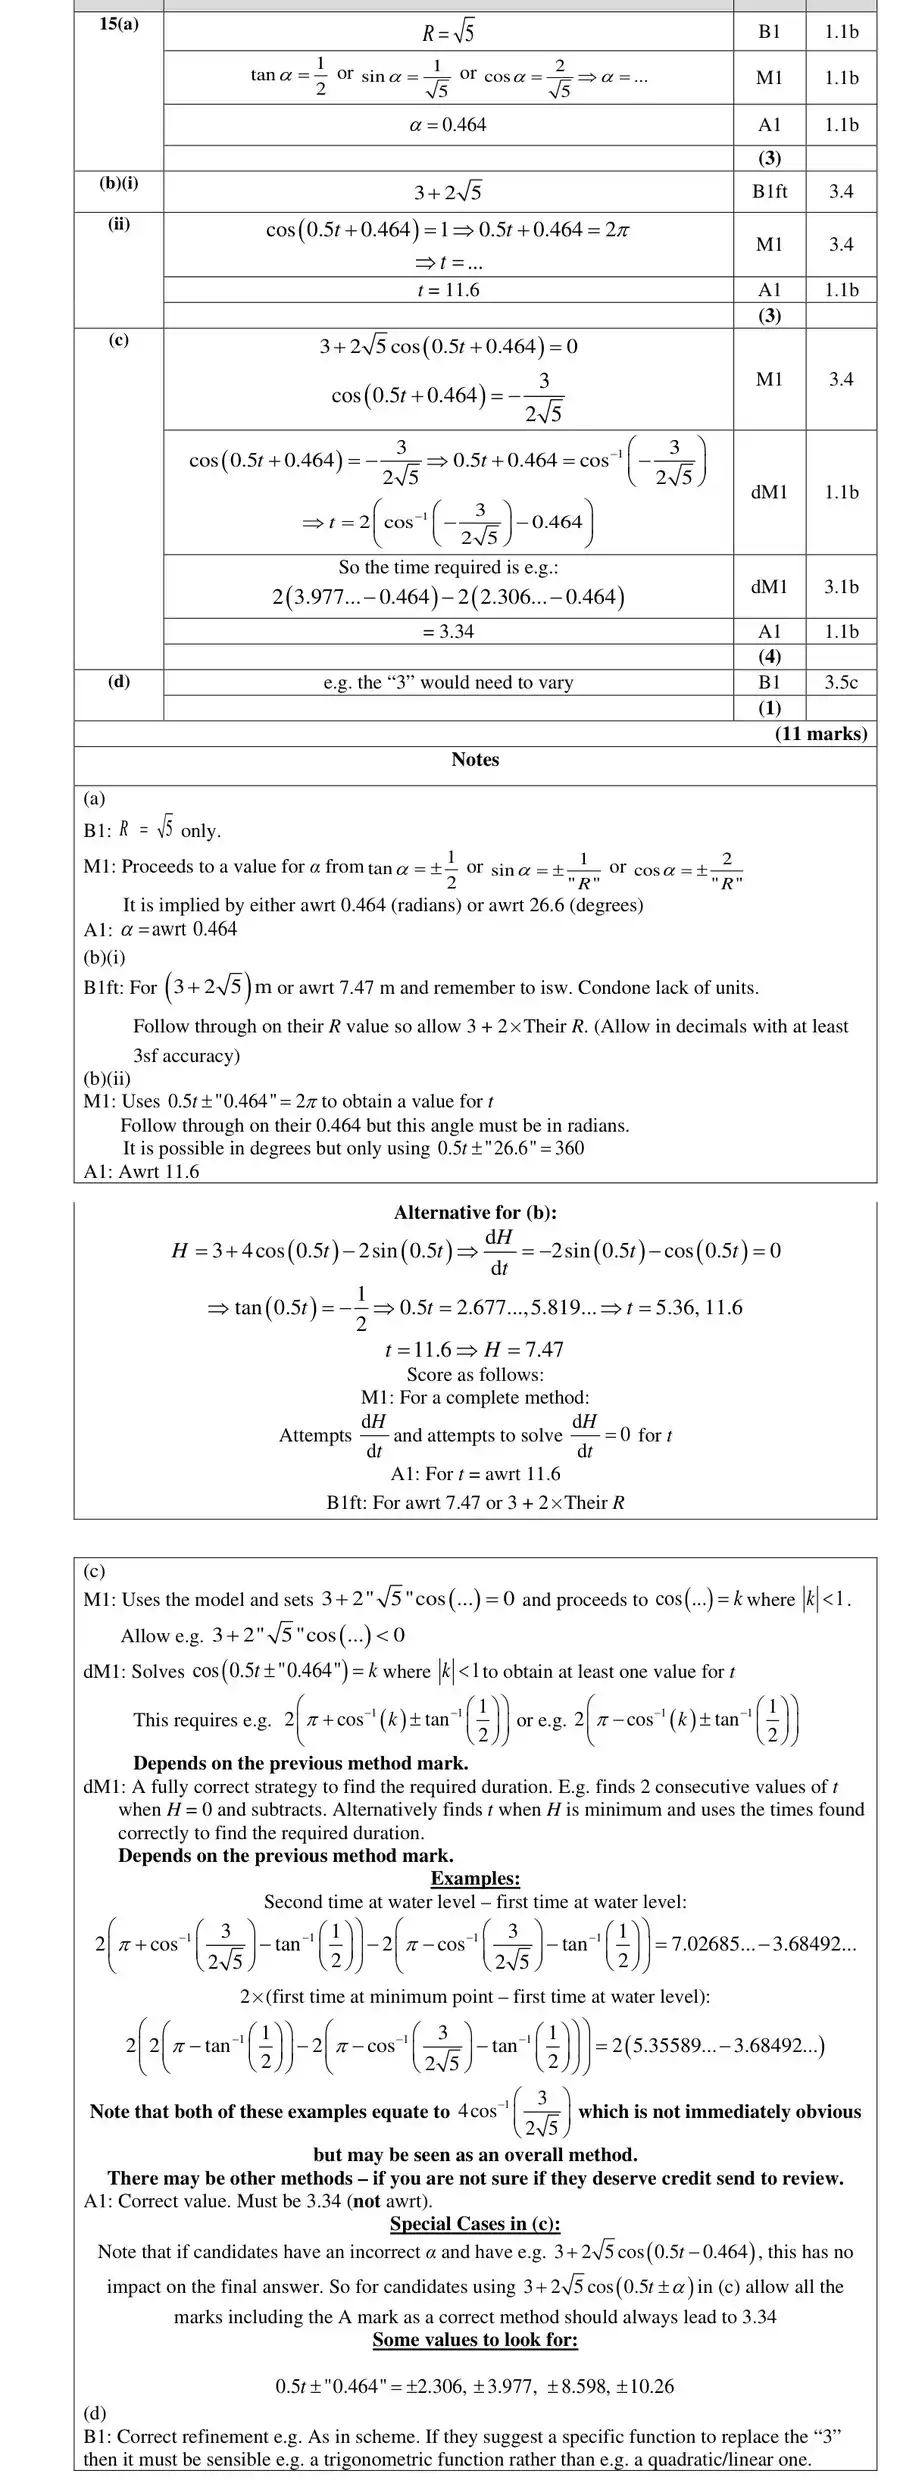 15(a) R = √5 B1 1.1b
tan α = 1/2 or sin α = 1/√5 or cos α = 2/√5 ⇒ α = ... M1 1.1b
α = 0.464 A1 1.1b
(3)
(b)(i) 3 + 2√5 B1ft 3.4
(ii) cos(0.5t + 0.464) = 1 ⇒ 0.5t + 0.464 = 2π
⇒ t = ... M1 3.4
t = 11.6 A1 1.1b
(3)
(c) 3 + 2√5 cos(0.5t + 0.464) = 0
cos(0.5t + 0.464) = −3/(2√5) M1 3.4
cos(0.5t + 0.464) = −3/(2√5) ⇒ 0.5t + 0.464 = cos⁻¹(−3/(2√5))
⇒ t = 2(cos⁻¹(−3/(2√5)) − 0.464) dM1 1.1b
So the time required is e.g.:
2(3.977... − 0.464) − 2(2.306... − 0.464) dM1 3.1b
= 3.34 A1 1.1b
(4)
(d) e.g. the “3” would need to vary B1 3.5c
(1)
(11 marks)
Notes
(a)
B1: R = √5 only.
M1: Proceeds to a value for α from tan α = ±1/2 or sin α = ±1/"R" or cos α = ±2/"R"
It is implied by either awrt 0.464 (radians) or awrt 26.6 (degrees)
A1: α = awrt 0.464
(b)(i)
B1ft: For (3 + 2√5) m or awrt 7.47 m and remember to isw. Condone lack of units.
Follow through on their R value so allow 3 + 2×Their R. (Allow in decimals with at least
3sf accuracy)
(b)(ii)
M1: Uses 0.5t ± "0.464" = 2π to obtain a value for t
Follow through on their 0.464 but this angle must be in radians.
It is possible in degrees but only using 0.5t ± "26.6" = 360
A1: Awrt 11.6
Alternative for (b):
H = 3 + 4cos(0.5t) − 2sin(0.5t) ⇒ dH/dt = −2sin(0.5t) − cos(0.5t) = 0
⇒ tan(0.5t) = −1/2 ⇒ 0.5t = 2.677..., 5.819... ⇒ t = 5.36, 11.6
t = 11.6 ⇒ H = 7.47
Score as follows:
M1: For a complete method:
Attempts dH/dt and attempts to solve dH/dt = 0 for t
A1: For t = awrt 11.6
B1ft: For awrt 7.47 or 3 + 2×Their R
(c)
M1: Uses the model and sets 3 + 2"√5"cos(...) = 0 and proceeds to cos(...) = k where |k| < 1.
Allow e.g. 3 + 2"√5"cos(...) < 0
dM1: Solves cos(0.5t ± "0.464") = k where |k| < 1 to obtain at least one value for t
This requires e.g. 2(π + cos⁻¹(k) ± tan⁻¹(1/2)) or e.g. 2(π − cos⁻¹(k) ± tan⁻¹(1/2))
Depends on the previous method mark.
dM1: A fully correct strategy to find the required duration. E.g. finds 2 consecutive values of t
when H = 0 and subtracts. Alternatively finds t when H is minimum and uses the times found
correctly to find the required duration.
Depends on the previous method mark.
Examples:
Second time at water level – first time at water level:
2(π + cos⁻¹(3/(2√5)) − tan⁻¹(1/2)) − 2(π − cos⁻¹(3/(2√5)) − tan⁻¹(1/2)) = 7.02685... − 3.68492...
2×(first time at minimum point – first time at water level):
2(2(π − tan⁻¹(1/2)) − 2(π − cos⁻¹(3/(2√5)) − tan⁻¹(1/2))) = 2(5.35589... − 3.68492...)
Note that both of these examples equate to 4cos⁻¹(3/(2√5)) which is not immediately obvious
but may be seen as an overall method.
There may be other methods – if you are not sure if they deserve credit send to review.
A1: Correct value. Must be 3.34 (not awrt).
Special Cases in (c):
Note that if candidates have an incorrect α and have e.g. 3 + 2√5 cos(0.5t − 0.464), this has no
impact on the final answer. So for candidates using 3 + 2√5 cos(0.5t ± α) in (c) allow all the
marks including the A mark as a correct method should always lead to 3.34
Some values to look for:
0.5t ± "0.464" = ±2.306, ±3.977, ±8.598, ±10.26
(d)
B1: Correct refinement e.g. As in scheme. If they suggest a specific function to replace the “3”
then it must be sensible e.g. a trigonometric function rather than e.g. a quadratic/linear one.